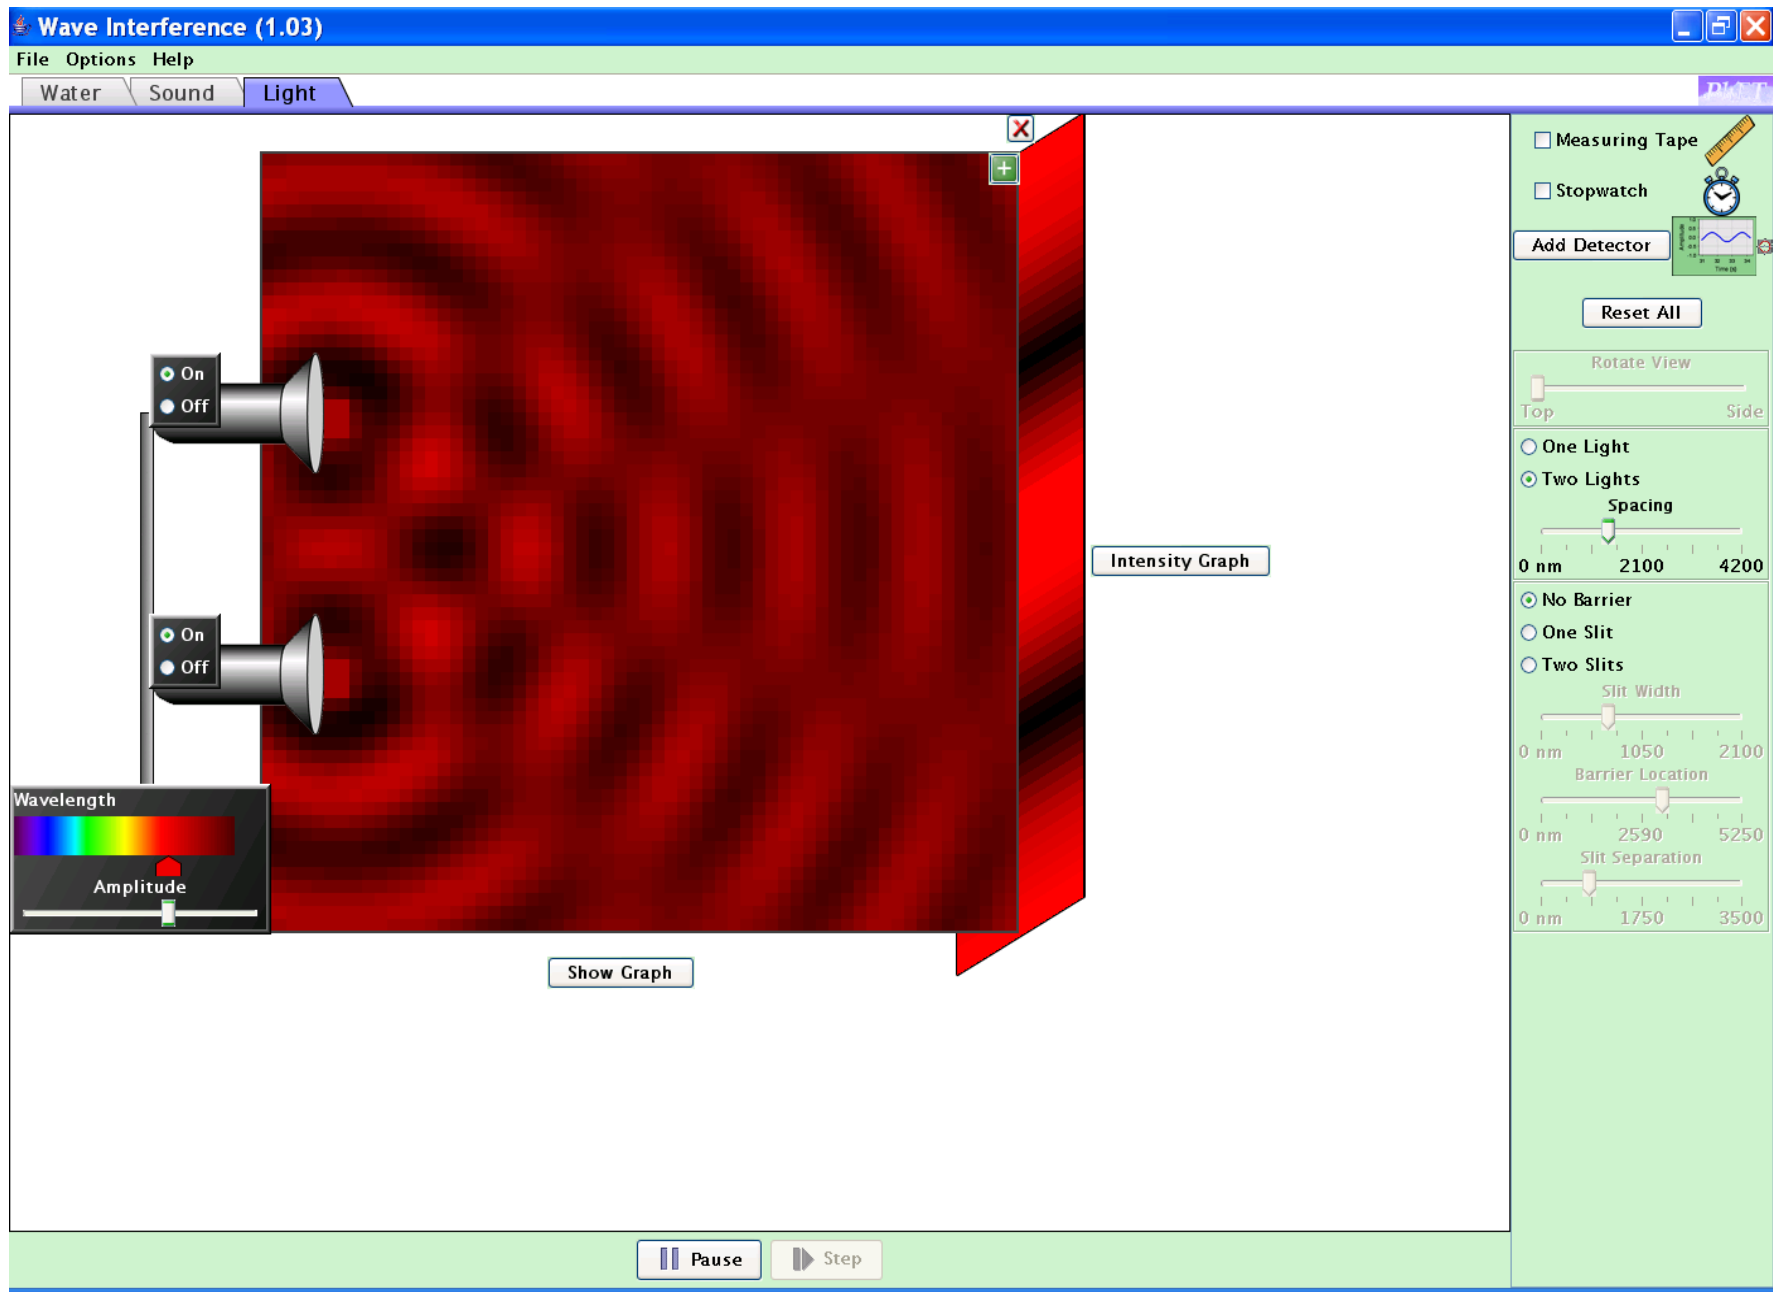 Wave Interference (1.03)
File Options Help
Water Sound Light
PhET
Measuring Tape
Stopwatch
Add Detector
Reset All
Rotate View
Top Side
One Light
Two Lights
Spacing
0 nm 2100 4200
No Barrier
One Slit
Two Slits
Slit Width
0 nm 1050 2100
Barrier Location
0 nm 2590 5250
Slit Separation
0 nm 1750 3500
On
Off
On
Off
Intensity Graph
Wavelength
Amplitude
Show Graph
Pause Step